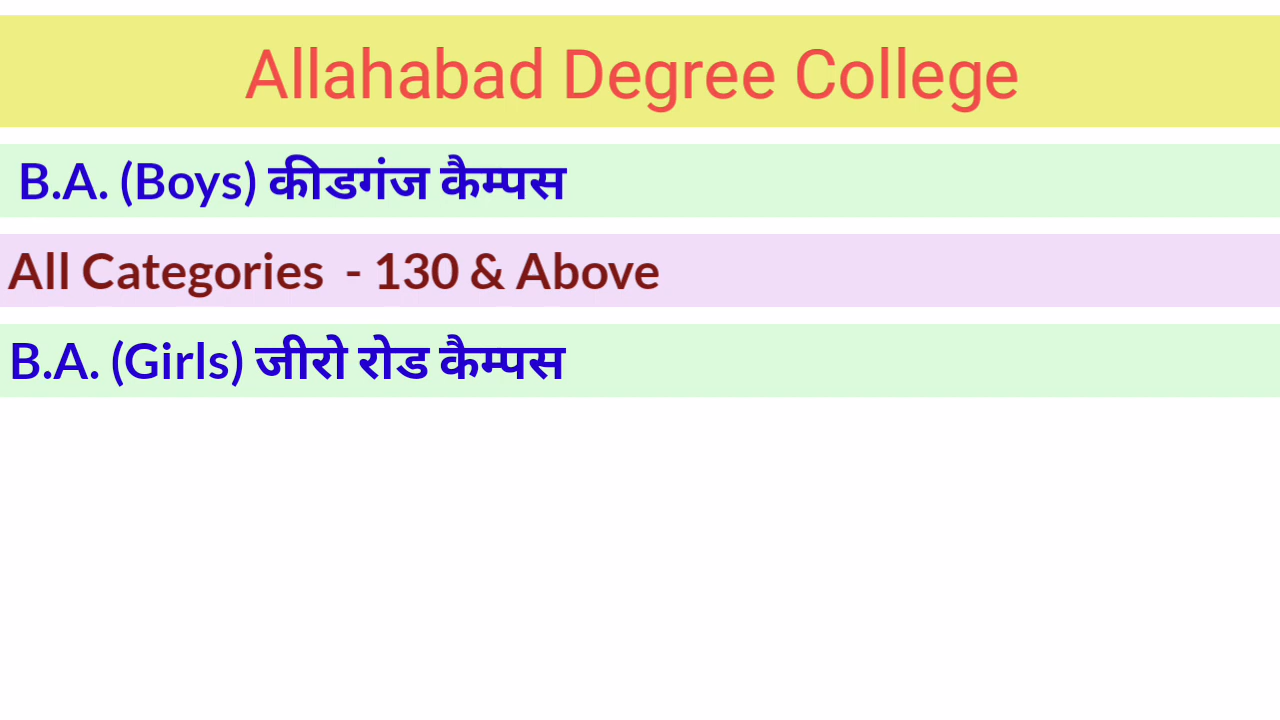 Allahabad Degree College
B.A. (Boys) कीडगंज कैम्पस
All Categories - 130 & Above
B.A. (Girls) जीरो रोड कैम्पस